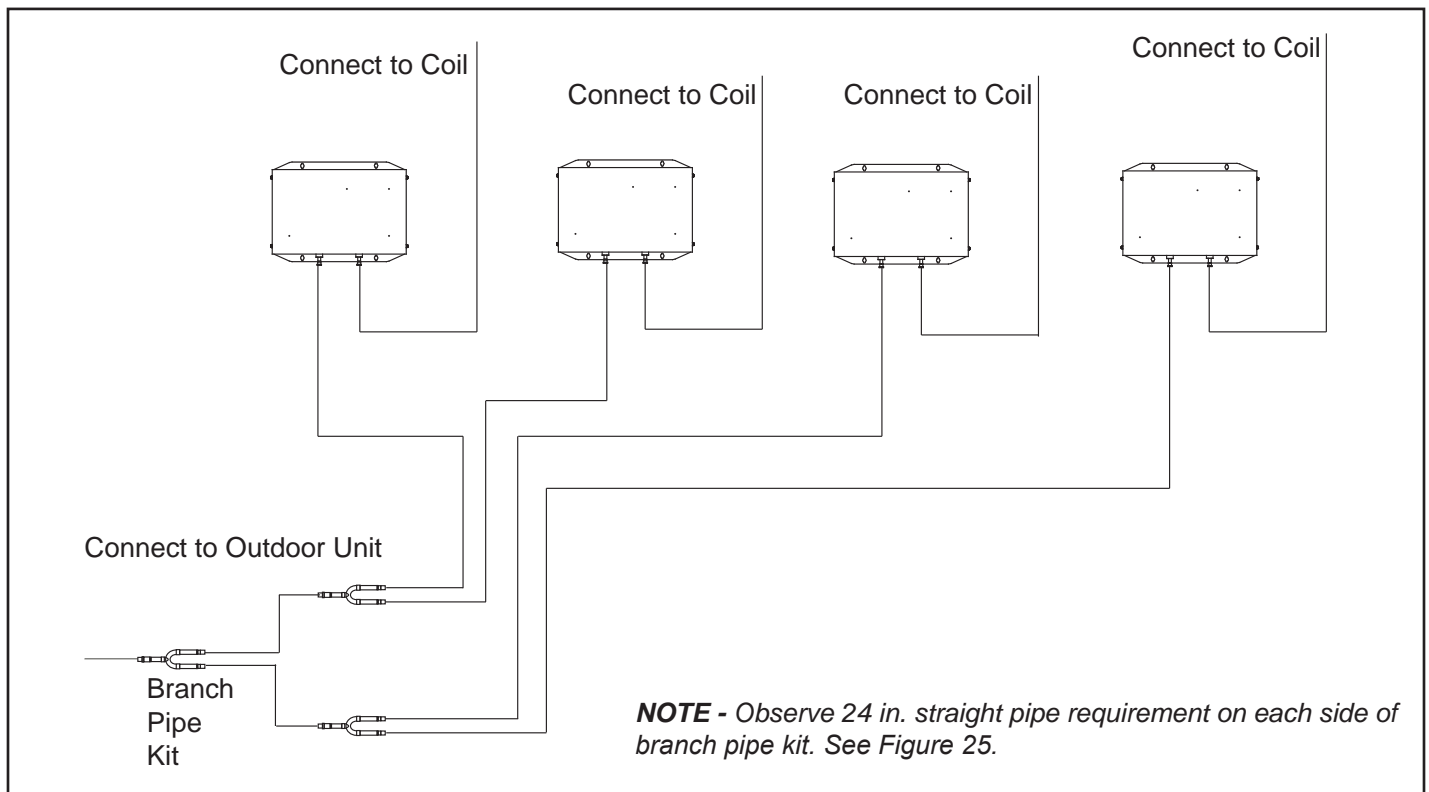 Connect to Coil
Connect to Coil
Connect to Coil
Connect to Coil
Connect to Outdoor Unit
Branch
Pipe
Kit
NOTE - Observe 24 in. straight pipe requirement on each side of
branch pipe kit. See Figure 25.